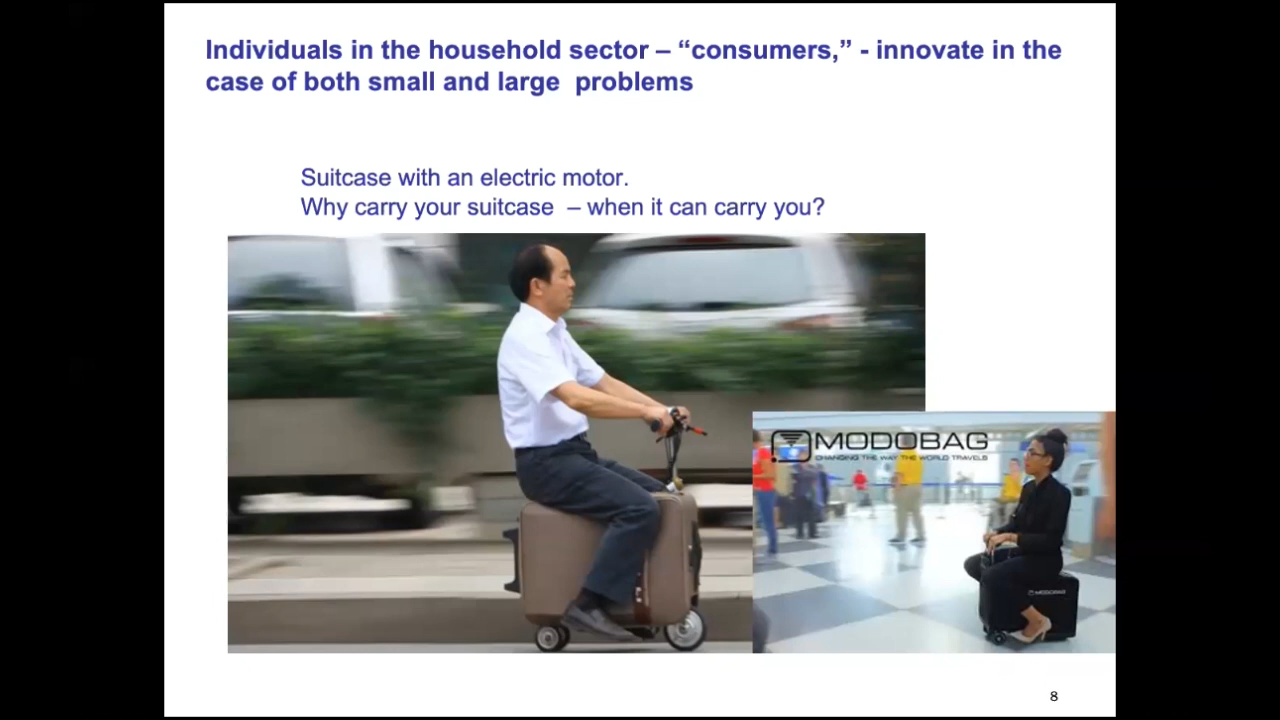 Individuals in the household sector – “consumers,” - innovate in the
case of both small and large problems
Suitcase with an electric motor.
Why carry your suitcase – when it can carry you?
MODOBAG
CHANGING THE WAY THE WORLD TRAVELS
MODOBAG
8